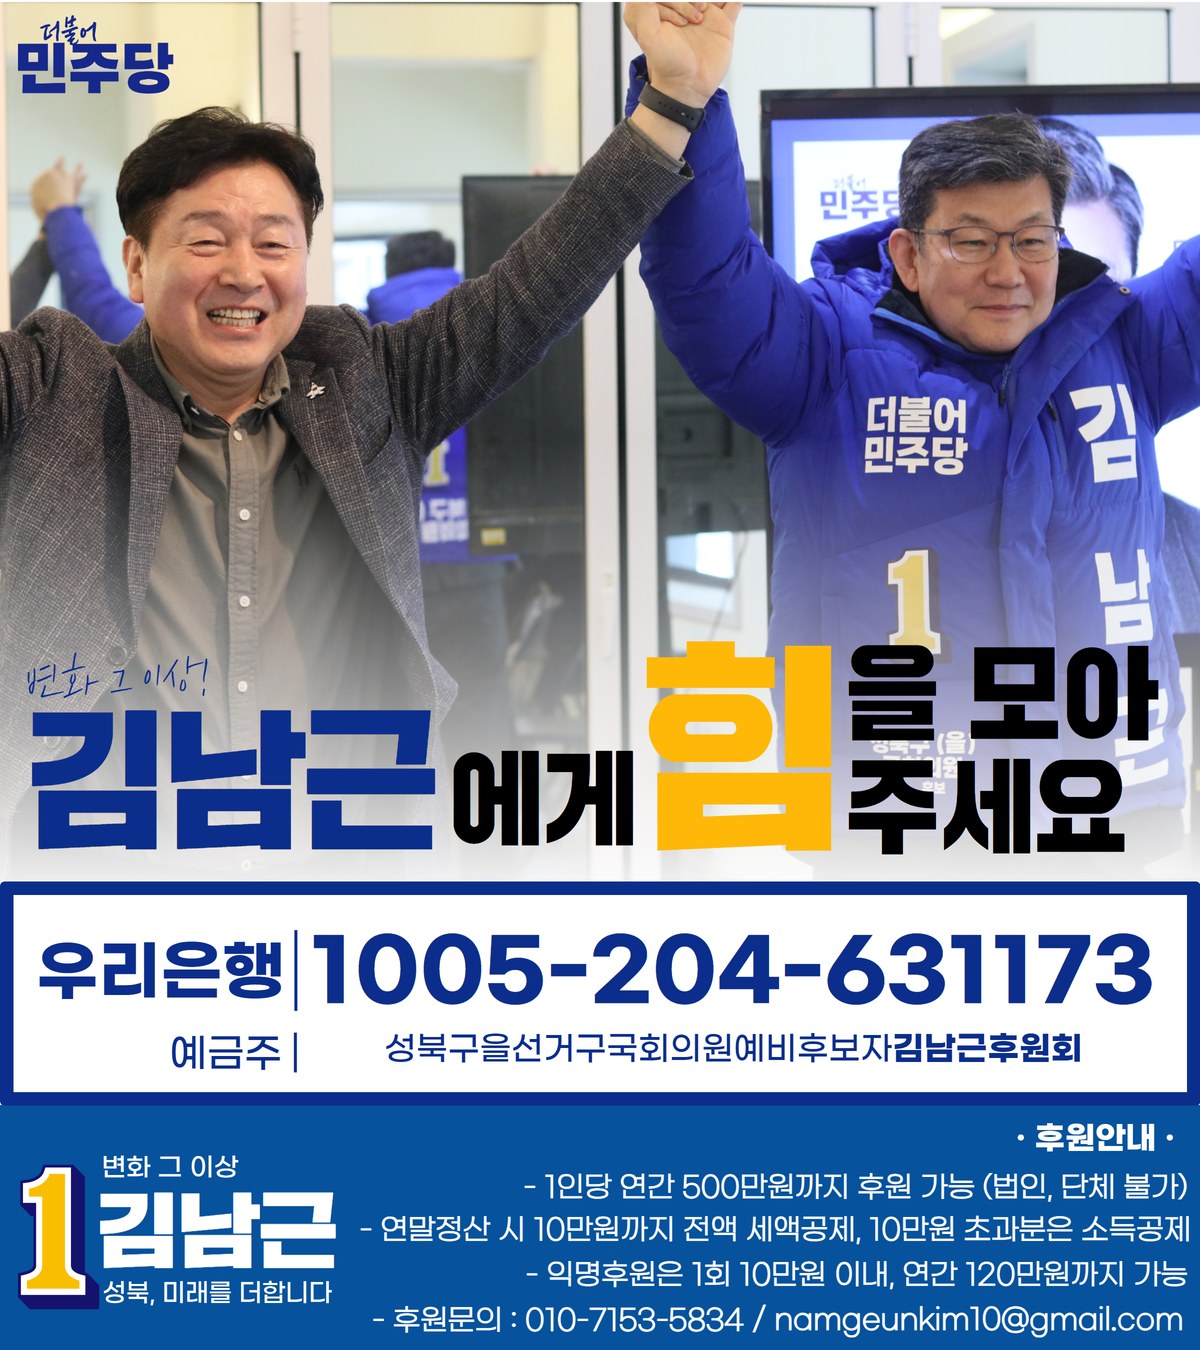 더불어
민주당
더불어
민주당
더불어
민주당
김
남
근
1
1
성북구 (을)
변화 그 이상!
김남근에게 힘을 모아
주세요
우리은행 | 1005-204-631173
예금주 | 성북구을선거구국회의원예비후보자김남근후원회
· 후원안내 ·
변화 그 이상
1 김남근
성북, 미래를 더합니다
- 1인당 연간 500만원까지 후원 가능 (법인, 단체 불가)
- 연말정산 시 10만원까지 전액 세액공제, 10만원 초과분은 소득공제
- 익명후원은 1회 10만원 이내, 연간 120만원까지 가능
- 후원문의 : 010-7153-5834 / namgeunkim10@gmail.com